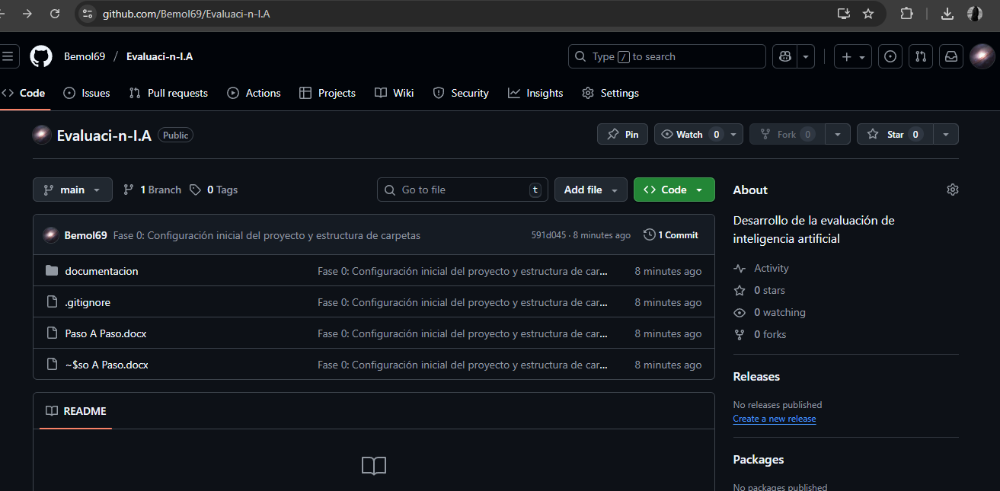 github.com/Bemol69/Evaluaci-n-I.A
Bemol69 / Evaluaci-n-I.A
Type / to search
Code Issues Pull requests Actions Projects Wiki Security Insights Settings
Evaluaci-n-I.A Public
Pin Watch 0 Fork 0 Star 0
main 1 Branch 0 Tags Go to file t Add file Code
Bemol69 Fase 0: Configuración inicial del proyecto y estructura de carpetas 591d045 · 8 minutes ago 1 Commit
documentacion Fase 0: Configuración inicial del proyecto y estructura de car... 8 minutes ago
.gitignore Fase 0: Configuración inicial del proyecto y estructura de car... 8 minutes ago
Paso A Paso.docx Fase 0: Configuración inicial del proyecto y estructura de car... 8 minutes ago
~$so A Paso.docx Fase 0: Configuración inicial del proyecto y estructura de car... 8 minutes ago
README
About
Desarrollo de la evaluación de
inteligencia artificial
Activity
0 stars
0 watching
0 forks
Releases
No releases published
Create a new release
Packages
No packages published